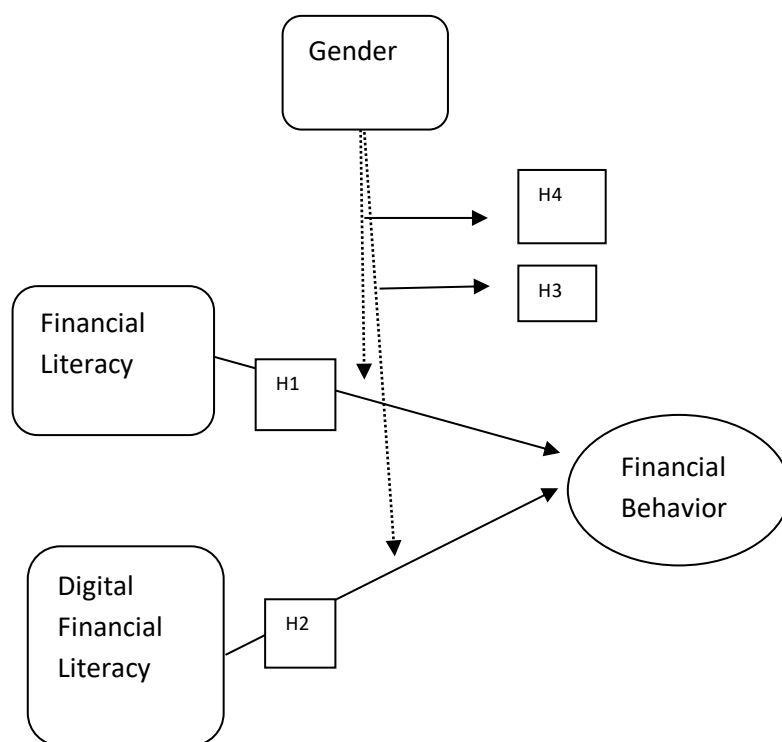 Gender
H4
H3
Financial
Literacy
H1
Financial
Behavior
Digital
Financial
Literacy
H2